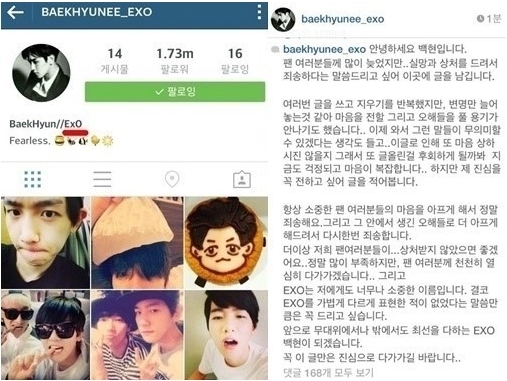 BAEKHYUNEE_EXO
14
게시물
1.73m
팔로워
16
팔로잉
✓ 팔로잉
BaekHyun//ExO
Fearless.
baekhyunee_exo
1분
baekhyunee_exo 안녕하세요 백현입니다.
팬 여러분들께 많이 늦었지만...실망과 상처를 드려서
죄송하다는 말씀드리고 싶어 이곳에 글을 남깁니다.
여러번 글을 쓰고 지우기를 반복했지만, 변명만 늘어
놓는것 같아 마음을 전할 그리고 오해들을 풀 용기가
안나기도 했습니다.. 이제 와서 그런 말들이 무의미할 수
있겠다는 생각도 들고..이글로 인해 또 마음 상하
시진 않을지 그래서 또 글올린걸 후회하게 될까봐 지
금도 걱정되고 마음이 복잡합니다.. 하지만 제 진심을
꼭 전하고 싶어 글을 적어봅니다.
항상 소중한 팬 여러분들의 마음을 아프게 해서 정말
죄송해요,그리고 그 안에서 생긴 오해들로 더 아프게
해드려서 다시한번 죄송합니다.
더이상 저희 팬여러분들이...상처받지 않았으면 좋겠
어요..정말 많이 부족하지만, 팬 여러분께 천천히 열
심히 다가가겠습니다.. 그리고
EXO는 저에게도 너무나 소중한 이름입니다. 결코
EXO를 가볍게 다르게 표현한 적이 없었다는 말씀만
큼은 꼭 드리고 싶습니다.
앞으로 무대위에서나 밖에서도 최선을 다하는 EXO
백현이 되겠습니다.
꼭 이 글만은 진심으로 다가가길 바랍니다..
댓글 168개 모두 보기